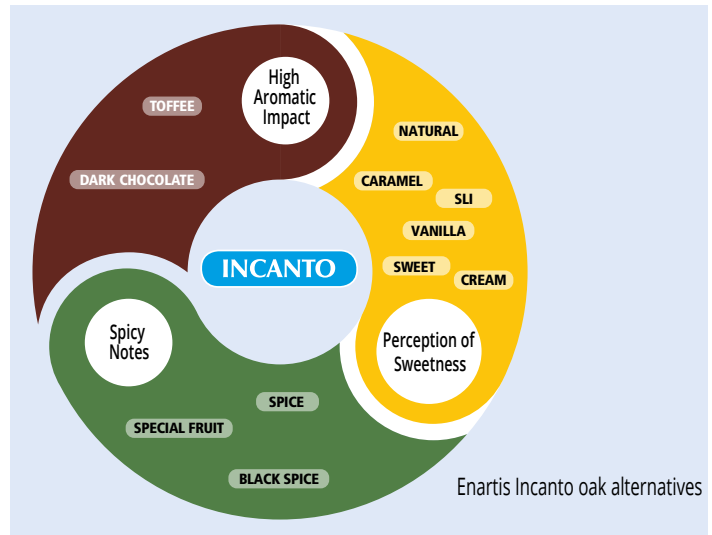 High
Aromatic
Impact
TOFFEE
DARK CHOCOLATE
NATURAL
CARAMEL
SLI
VANILLA
SWEET
CREAM
INCANTO
Perception of
Sweetness
Spicy
Notes
SPICE
SPECIAL FRUIT
BLACK SPICE
Enartis Incanto oak alternatives